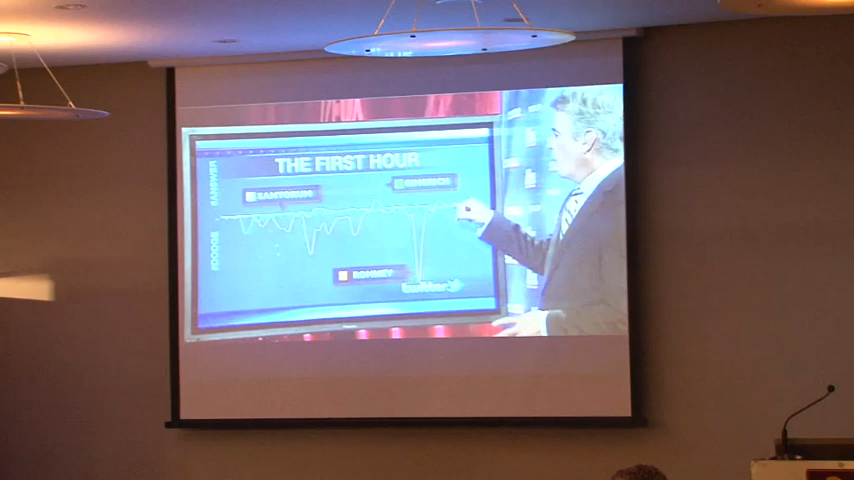 THE FIRST HOUR
#ANSWER
SANTORUM
GINGRICH
#DODGE
ROMNEY
twitter